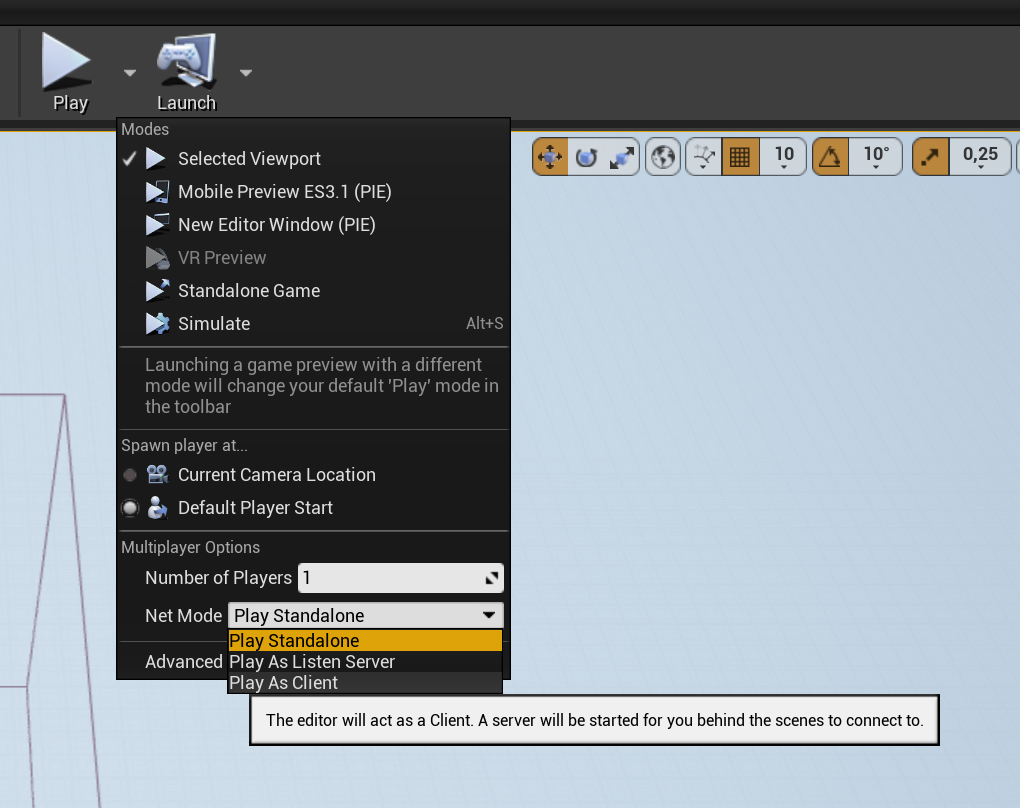 Play
Launch
Modes
Selected Viewport
Mobile Preview ES3.1 (PIE)
New Editor Window (PIE)
VR Preview
Standalone Game
Simulate Alt+S
Launching a game preview with a different
mode will change your default 'Play' mode in
the toolbar
Spawn player at...
Current Camera Location
Default Player Start
Multiplayer Options
Number of Players 1
Net Mode Play Standalone
Play Standalone
Advanced Play As Listen Server
Play As Client
The editor will act as a Client. A server will be started for you behind the scenes to connect to.
10
10°
0,25